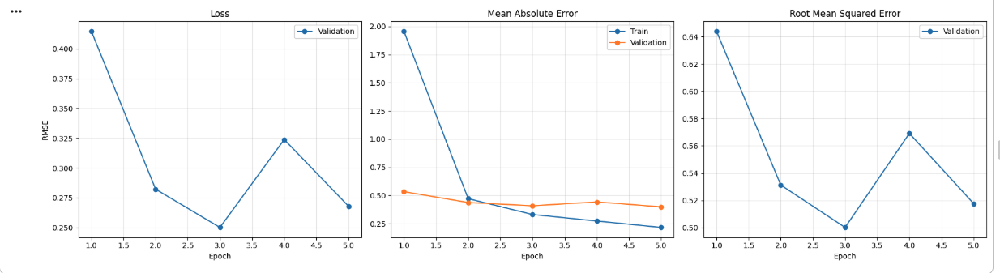 •••
Loss
Validation
RMSE
0.400
0.375
0.350
0.325
0.300
0.275
0.250
1.0 1.5 2.0 2.5 3.0 3.5 4.0 4.5 5.0
Epoch
Mean Absolute Error
Train
Validation
2.00
1.75
1.50
1.25
1.00
0.75
0.50
0.25
1.0 1.5 2.0 2.5 3.0 3.5 4.0 4.5 5.0
Epoch
Root Mean Squared Error
Validation
0.64
0.62
0.60
0.58
0.56
0.54
0.52
0.50
1.0 1.5 2.0 2.5 3.0 3.5 4.0 4.5 5.0
Epoch